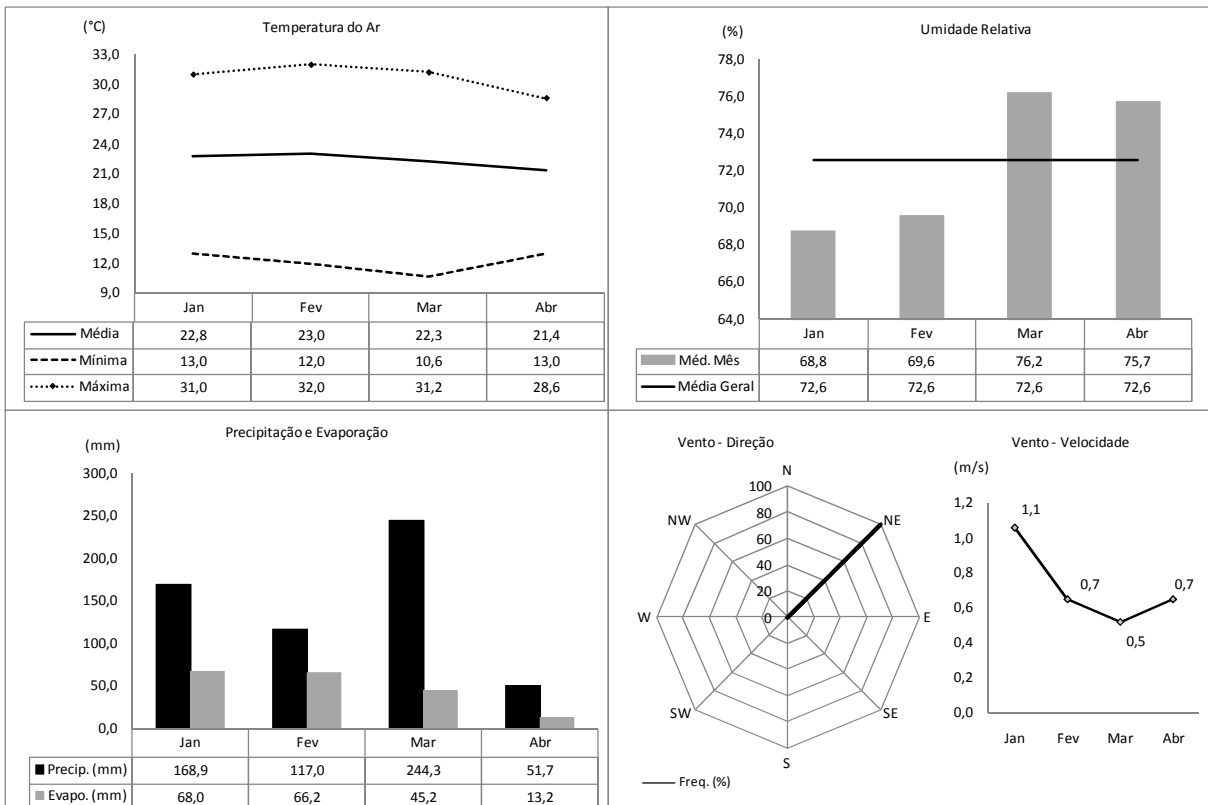 Temperatura do Ar
(°C)
33,0
30,0
27,0
24,0
21,0
18,0
15,0
12,0
9,0
Jan Fev Mar Abr
Média 22,8 23,0 22,3 21,4
Mínima 13,0 12,0 10,6 13,0
Máxima 31,0 32,0 31,2 28,6
Umidade Relativa
(%)
78,0
76,0
74,0
72,0
70,0
68,0
66,0
64,0
Jan Fev Mar Abr
Méd. Mês 68,8 69,6 76,2 75,7
Média Geral 72,6 72,6 72,6 72,6
Precipitação e Evaporação
(mm)
300,0
250,0
200,0
150,0
100,0
50,0
0,0
Jan Fev Mar Abr
Precip. (mm) 168,9 117,0 244,3 51,7
Evapo. (mm) 68,0 66,2 45,2 13,2
Vento - Direção
N
100
NW 80 NE
60
40
20
W 0 E
SW SE
S
Freq. (%)
Vento - Velocidade
(m/s)
1,2
1,1
1,0
0,8
0,7 0,7
0,6
0,5
0,4
0,2
0,0
Jan Fev Mar Abr